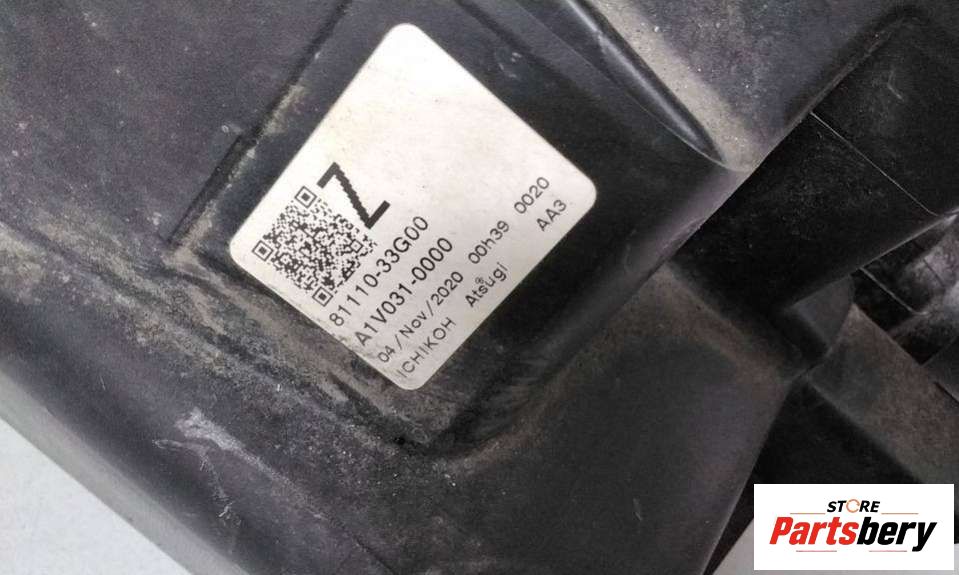 Z
81110-33G00
A1V031-0000
04/Nov/2020 00h39 0020
ICHIKOH Atsugi AA3
STORE
Partsbery